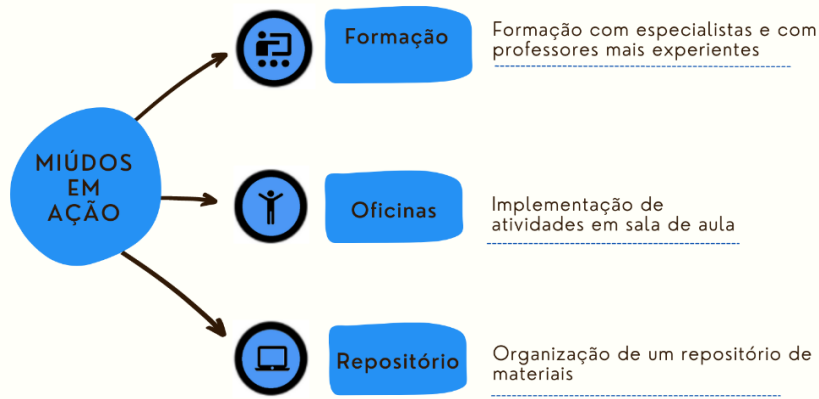 MIÚDOS
EM
AÇÃO
Formação
Formação com especialistas e com
professores mais experientes
Oficinas
Implementação de
atividades em sala de aula
Repositório
Organização de um repositório de
materiais